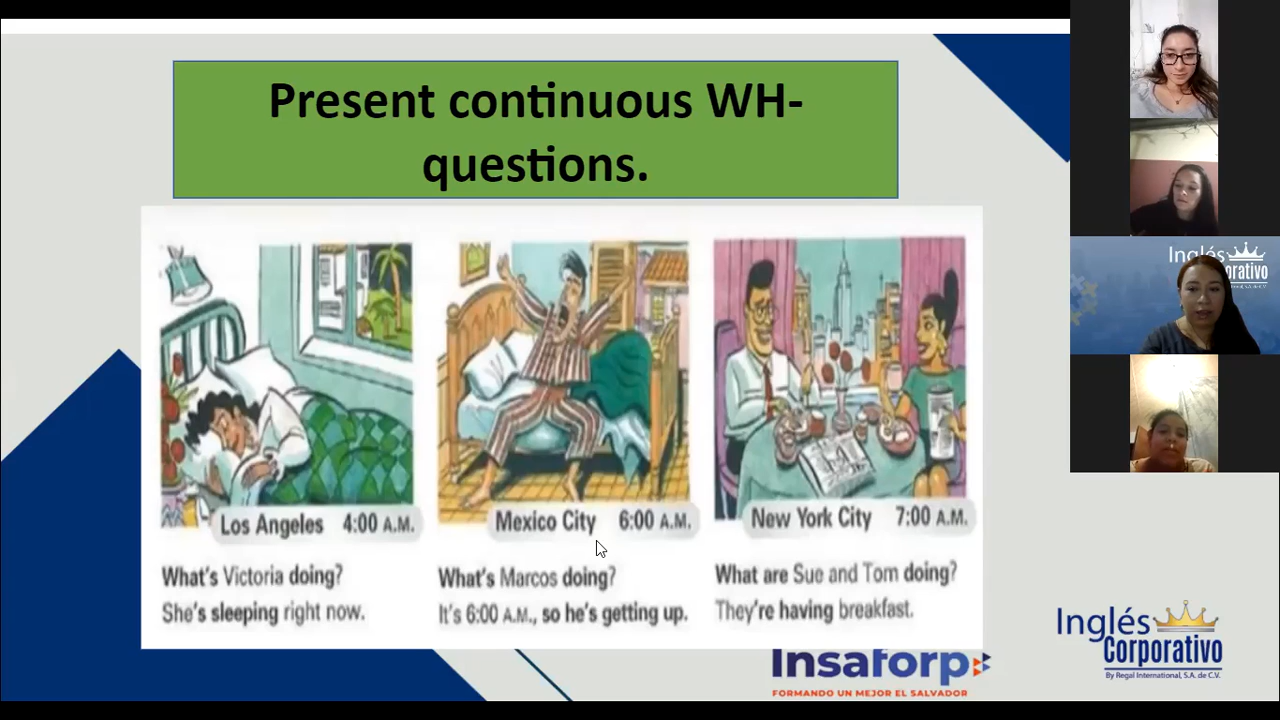 Present continuous WH-
questions.
Los Angeles 4:00 A.M.
Mexico City 6:00 A.M.
New York City 7:00 A.M.
What's Victoria doing?
She's sleeping right now.
What's Marcos doing?
It's 6:00 A.M., so he's getting up.
What are Sue and Tom doing?
They're having breakfast.
Insaforp
FORMANDO UN MEJOR EL SALVADOR
Inglés
Corporativo
By Regal International, S.A. de C.V.
Inglés